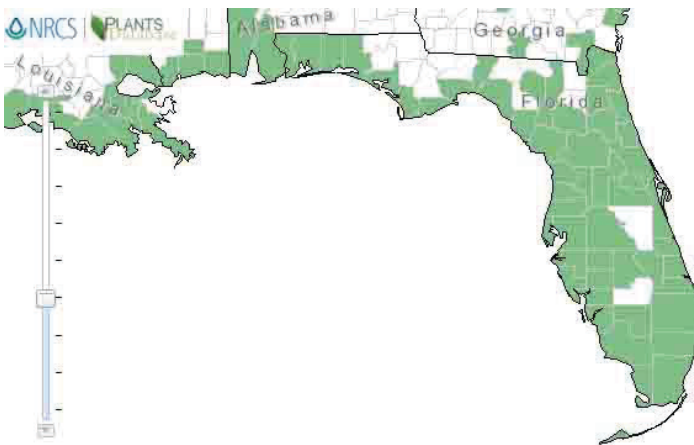 NRCS | PLANTS
Alabama
Georgia
Louisiana
Florida